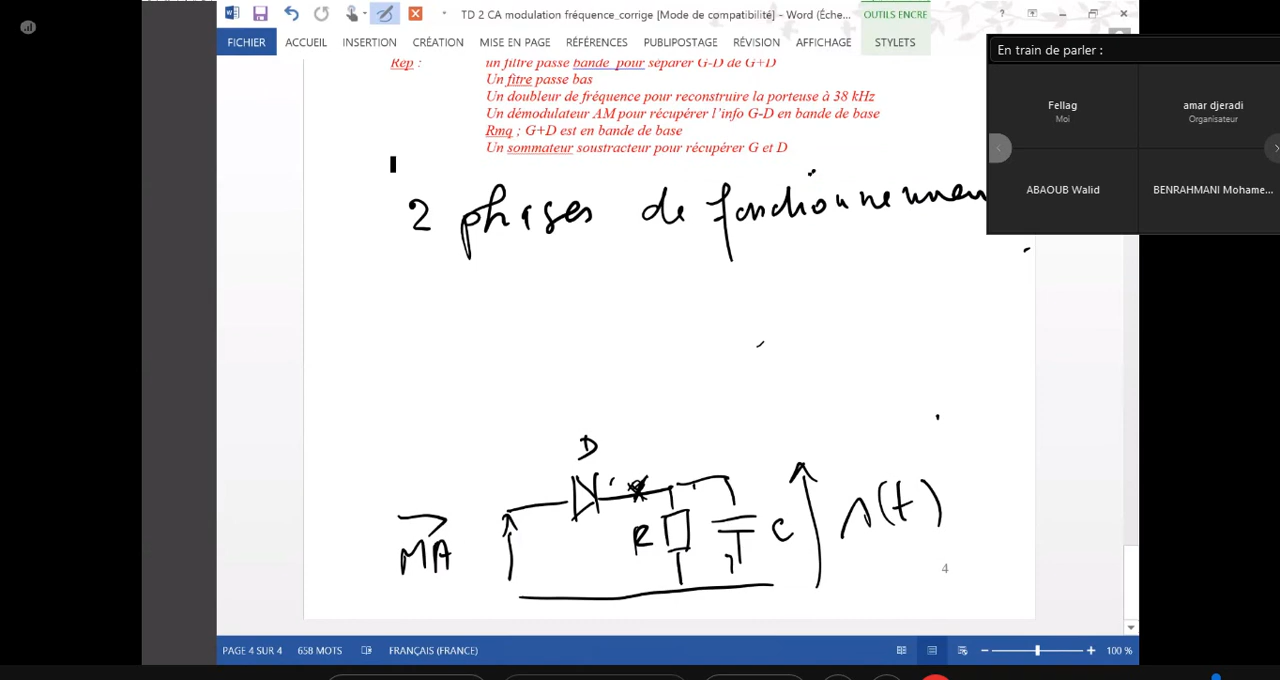 TD 2 CA modulation fréquence_corrige [Mode de compatibilité] - Word (Éche...
OUTILS ENCRE
FICHIER ACCUEIL INSERTION CRÉATION MISE EN PAGE RÉFÉRENCES PUBLIPOSTAGE RÉVISION AFFICHAGE STYLETS
En train de parler :
Fellag
Moi
amar djeradi
Organisateur
ABAOUB Walid
BENRAHMANI Mohame...
Rep : un filtre passe bande pour separer G-D de G+D
Un fitre passe bas
Un doubleur de fréquence pour reconstruire la porteuse à 38 kHz
Un démodulateur AM pour récupérer l'info G-D en bande de base
Rmq ; G+D est en bande de base
Un sommateur soustracteur pour récupérer G et D
2 phases de fonctionnemen
D
MA
R
C
s(t)
4
PAGE 4 SUR 4 658 MOTS FRANÇAIS (FRANCE) 100 %